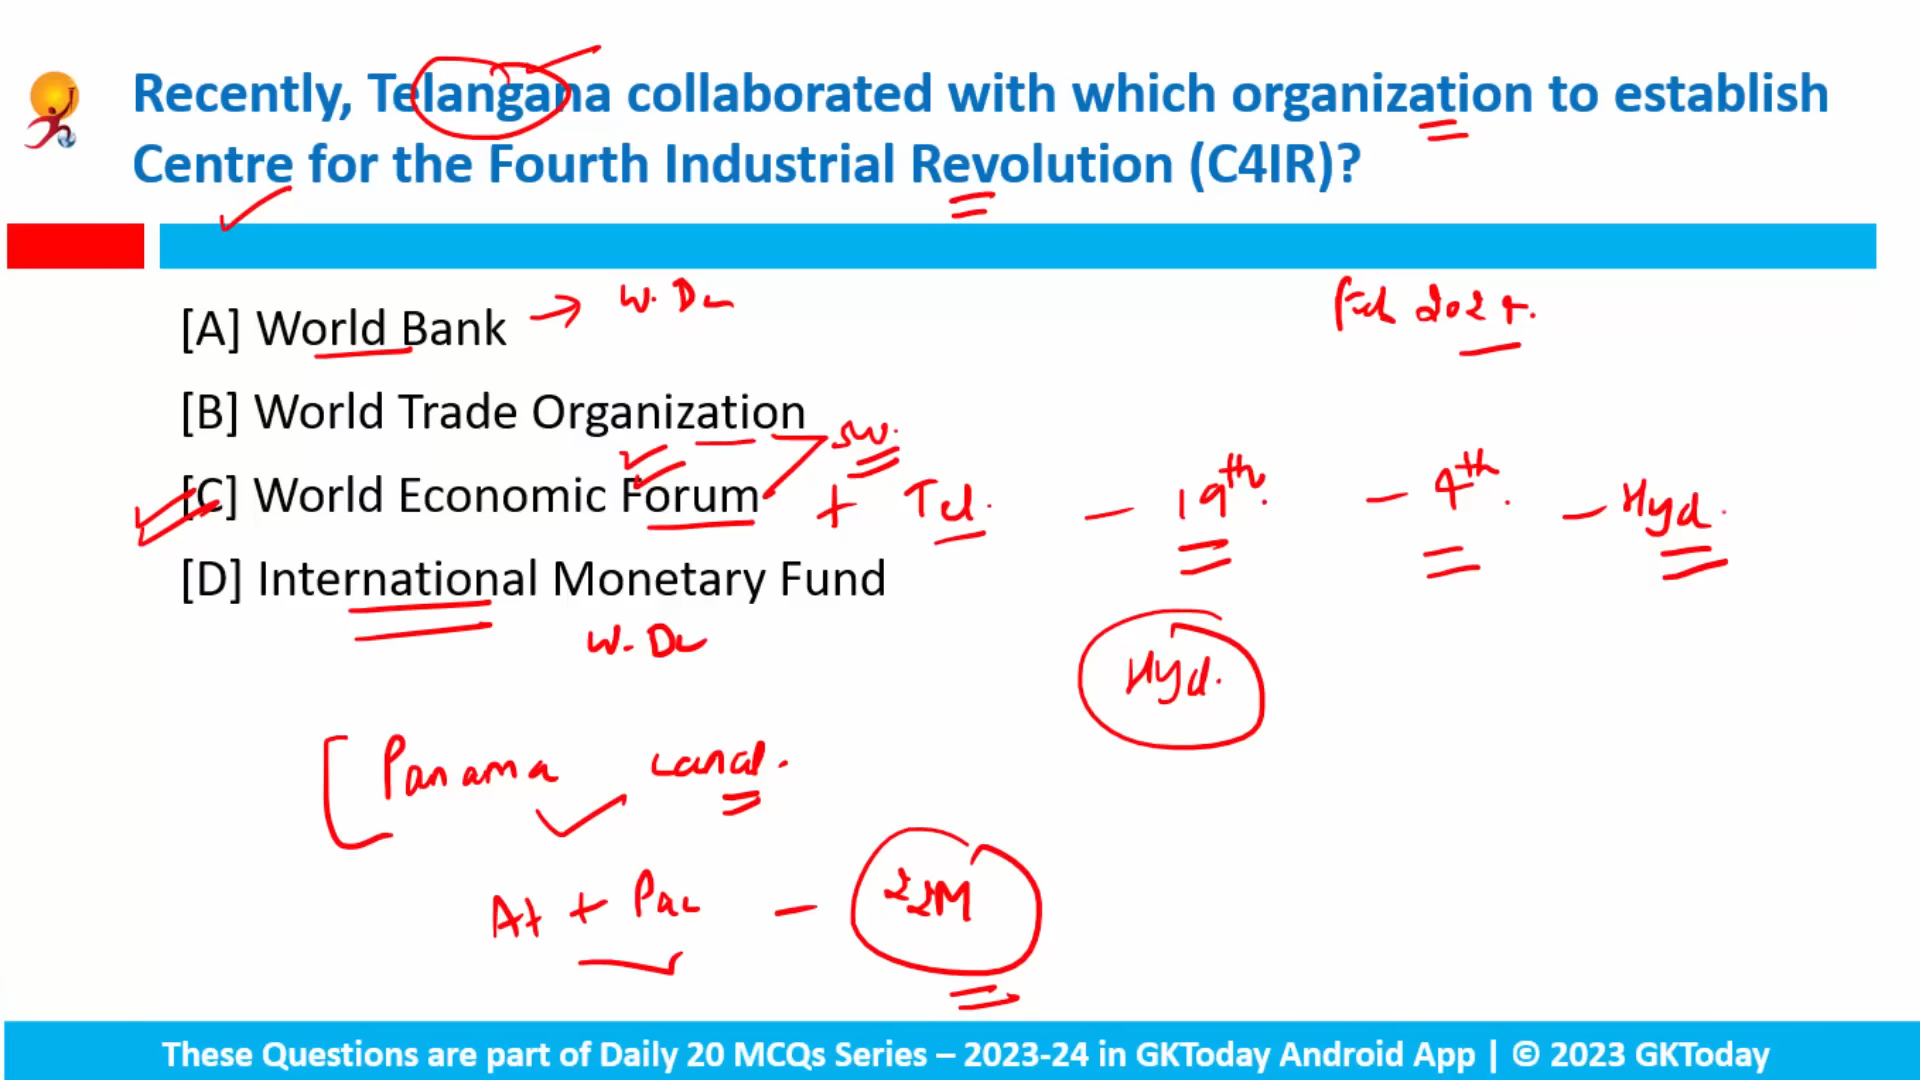 Recently, Telangana collaborated with which organization to establish
Centre for the Fourth Industrial Revolution (C4IR)?
[A] World Bank
W. Dc
Feb 2024.
[B] World Trade Organization
sw.
[C] World Economic Forum + Tel. - 19th. - 4th. - Hyd.
[D] International Monetary Fund
W. Dc
Hyd.
Panama canal.
At + Pac - 22M
These Questions are part of Daily 20 MCQs Series – 2023-24 in GKToday Android App | © 2023 GKToday